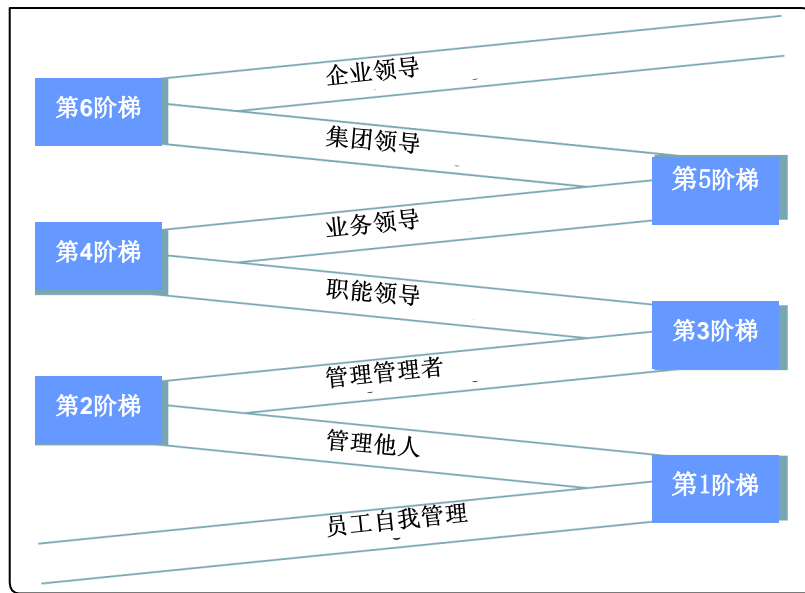 企业领导
第6阶梯
集团领导
第5阶梯
业务领导
第4阶梯
职能领导
第3阶梯
管理管理者
第2阶梯
管理他人
第1阶梯
员工自我管理